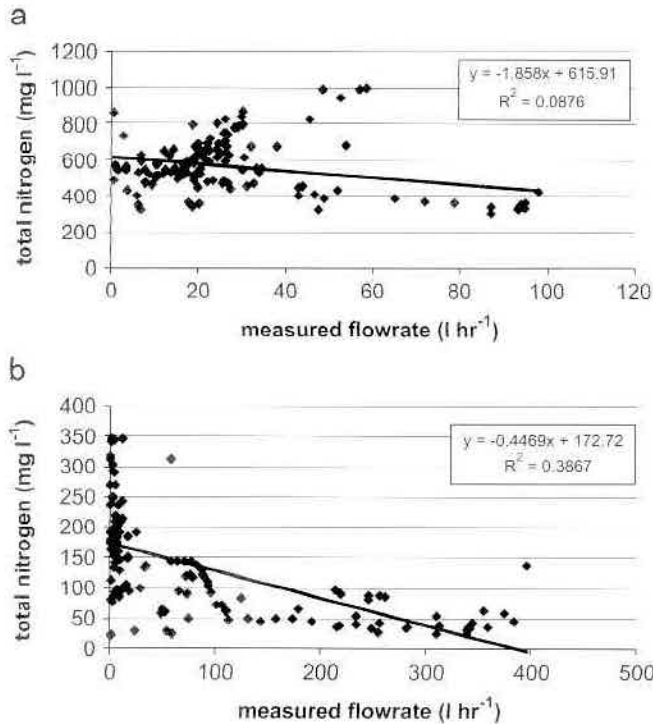 a
total nitrogen (mg l⁻¹)
1200
1000
800
600
400
200
0
y = -1.858x + 615.91
R² = 0.0876
0 20 40 60 80 100 120
measured flowrate (l hr⁻¹)
b
total nitrogen (mg l⁻¹)
400
350
300
250
200
150
100
50
0
y = -0.4469x + 172.72
R² = 0.3867
0 100 200 300 400 500
measured flowrate (l hr⁻¹)